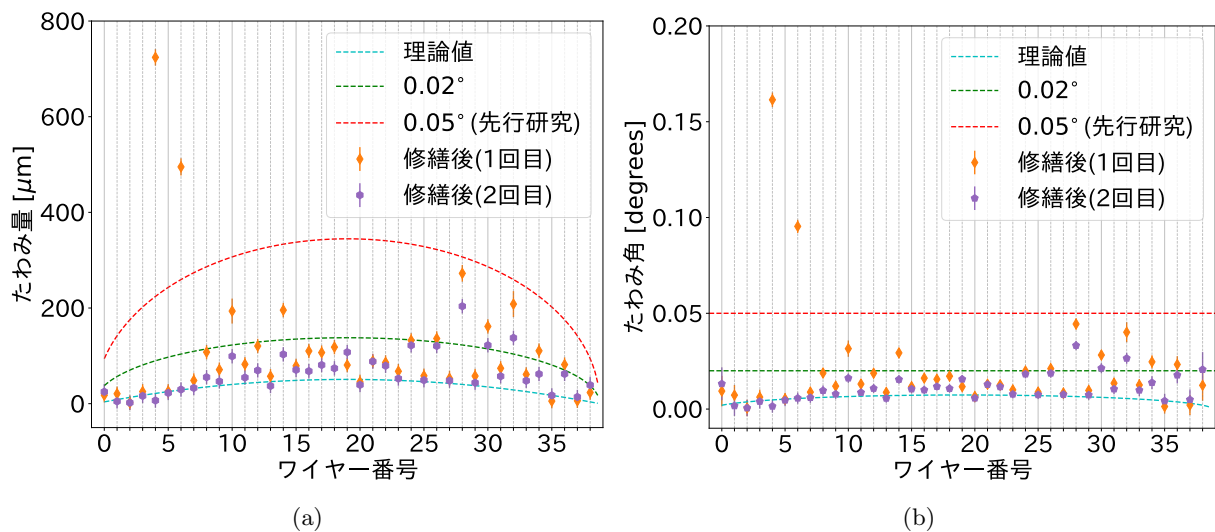 800
600
400
200
0
たわみ量 [μm]
理論値
0.02°
0.05° (先行研究)
修繕後(1回目)
修繕後(2回目)
0 5 10 15 20 25 30 35
ワイヤー番号
(a)
0.20
0.15
0.10
0.05
0.00
たわみ角 [degrees]
理論値
0.02°
0.05° (先行研究)
修繕後(1回目)
修繕後(2回目)
0 5 10 15 20 25 30 35
ワイヤー番号
(b)